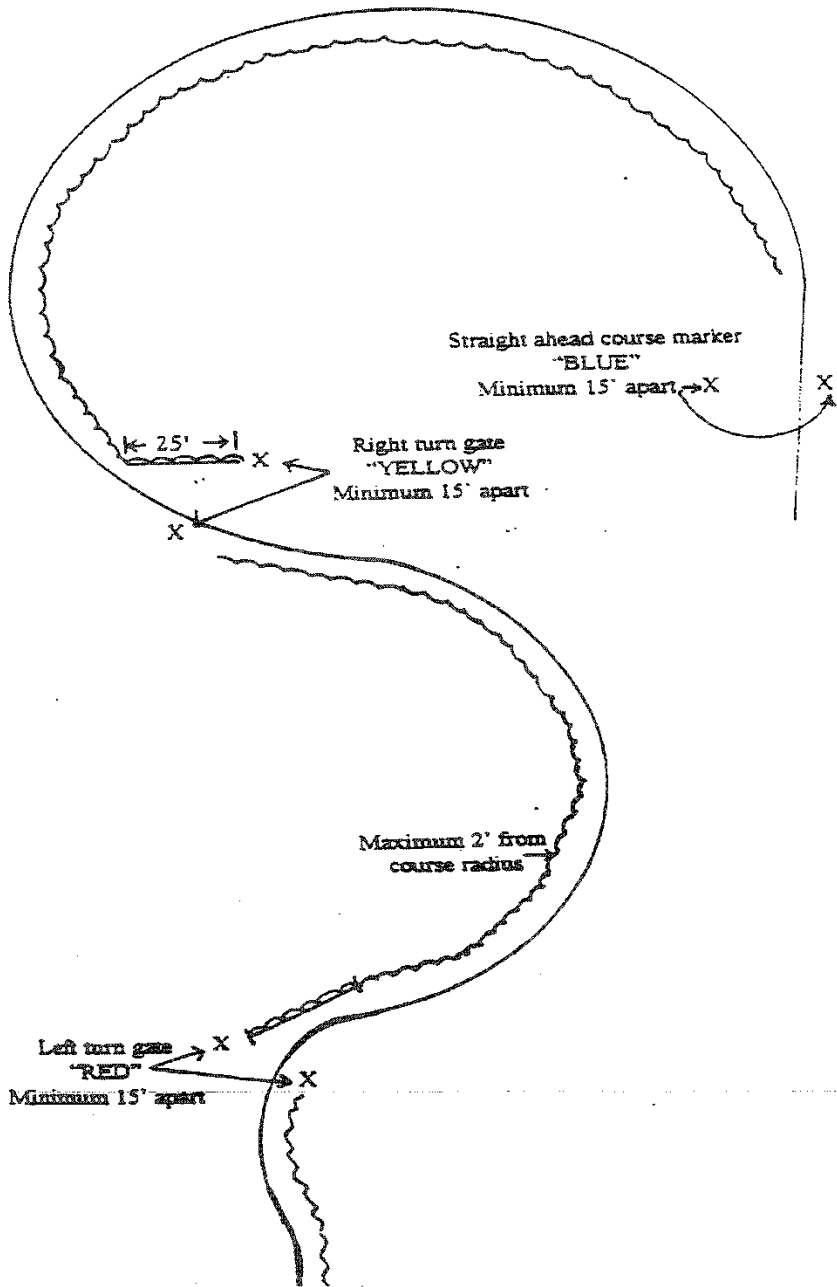 Straight ahead course marker
"BLUE"
Minimum 15' apart
X
X
25'
X
Right turn gate
"YELLOW"
Minimum 15' apart
X
Maximum 2' from
course radius
X
Left turn gate
"RED"
Minimum 15' apart
X